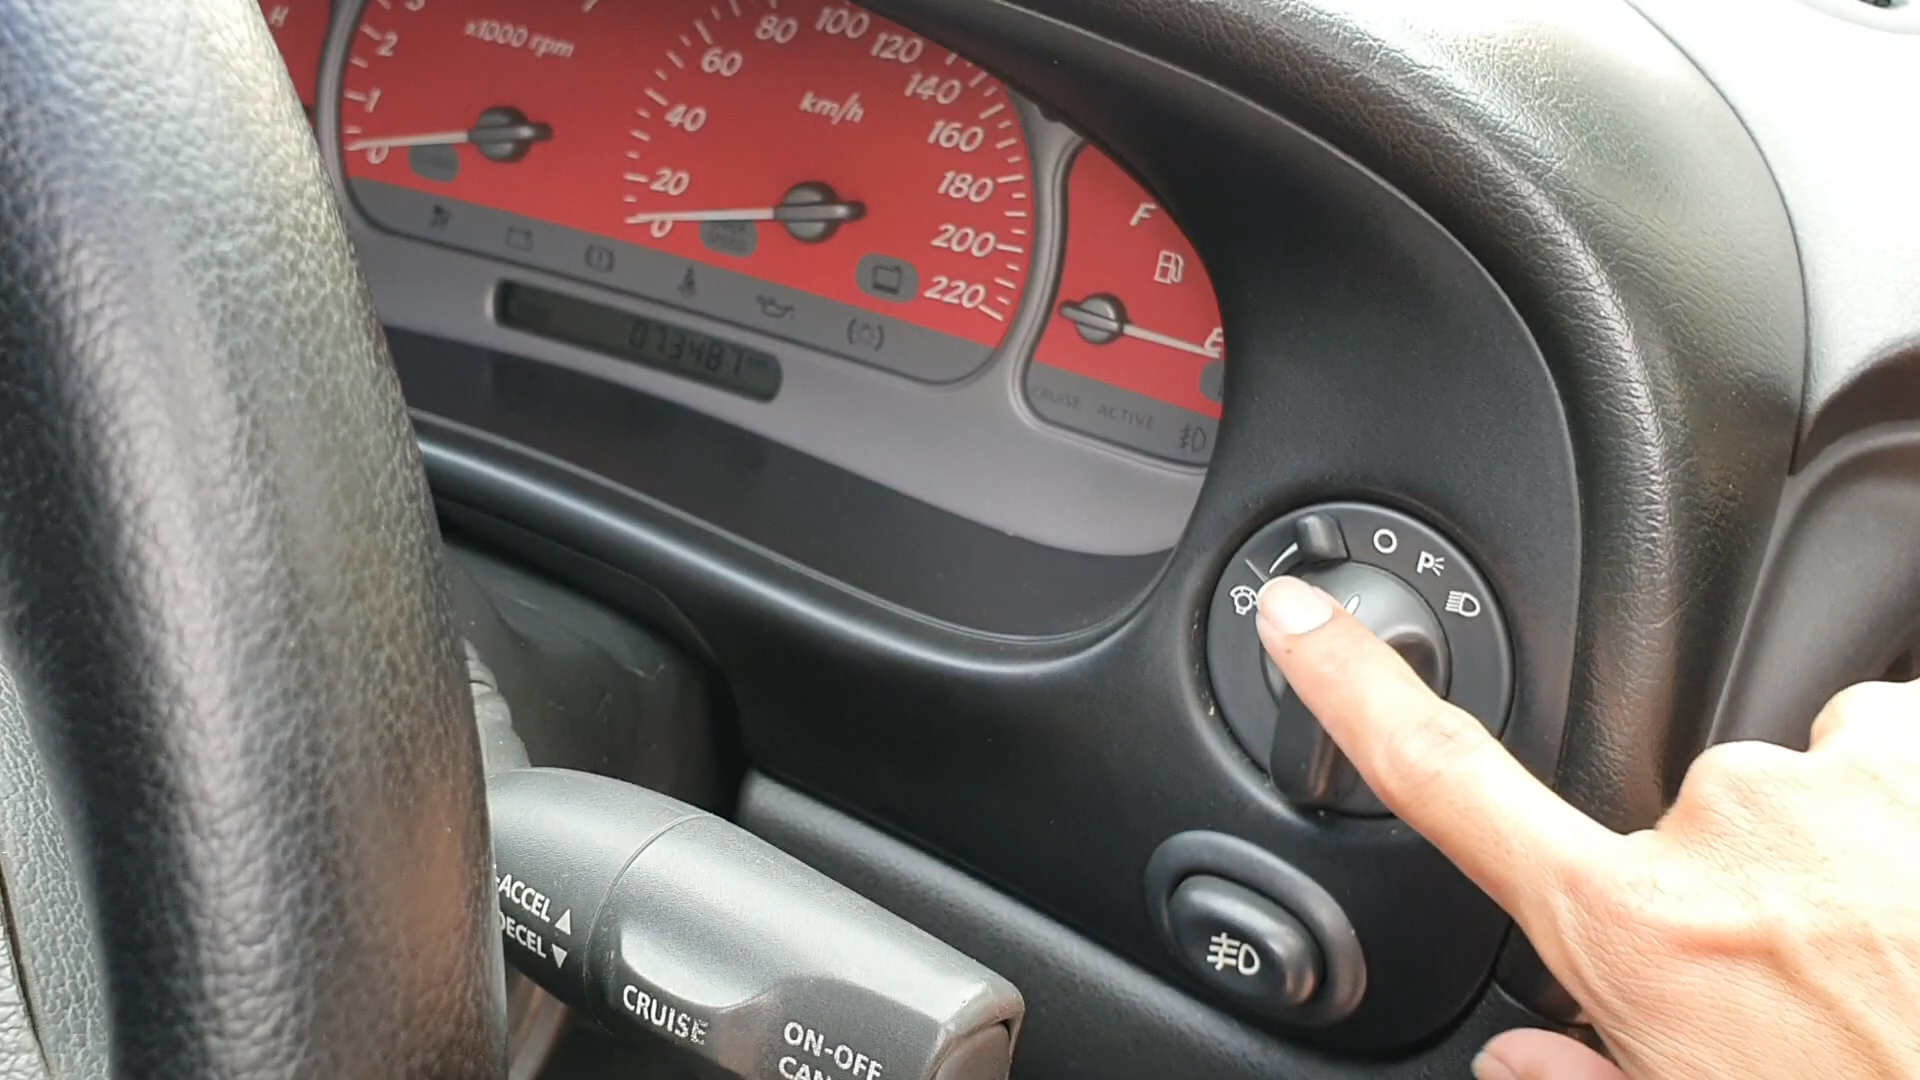 H
3
2
1
0
x1000 rpm
0
20
40
60
80
100
120
140
160
180
200
220
km/h
073487
F
E
CRUISE ACTIVE
O P
-ACCEL ▲
DECEL ▼
CRUISE
ON-OFF